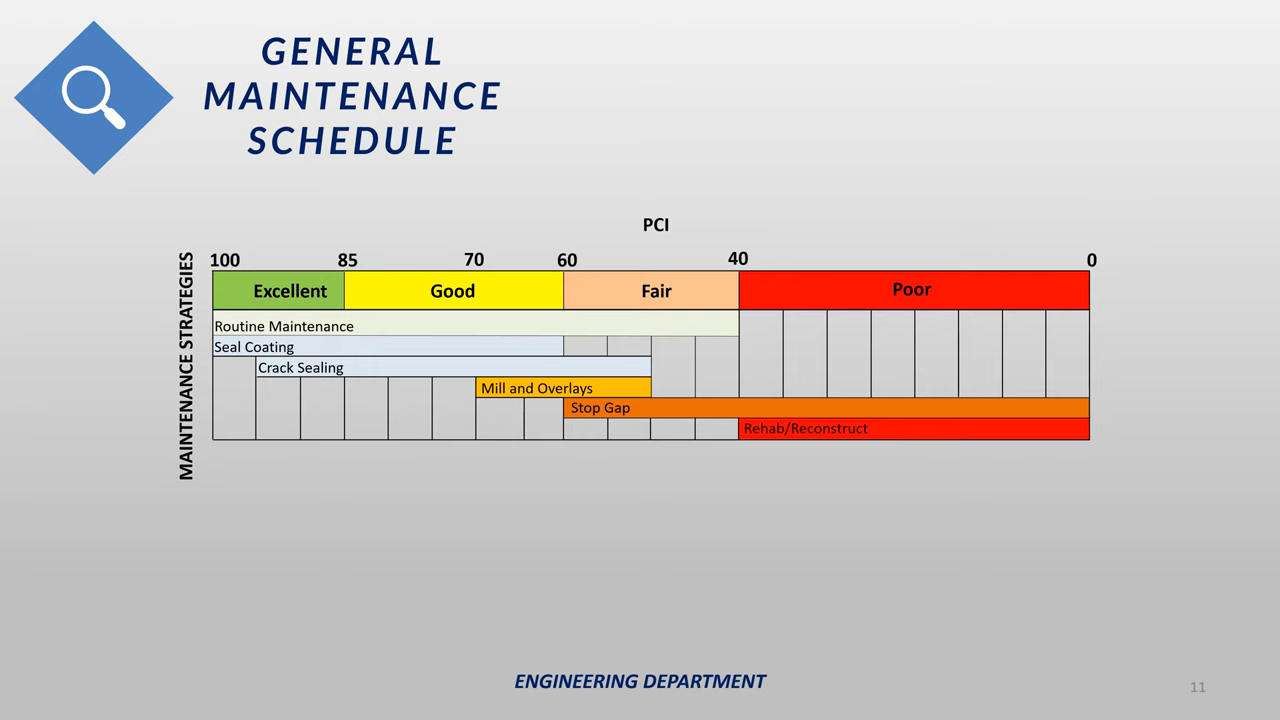 GENERAL
MAINTENANCE
SCHEDULE
PCI
100 85 70 60 40 0
MAINTENANCE STRATEGIES
Excellent Good Fair Poor
Routine Maintenance
Seal Coating
Crack Sealing
Mill and Overlays
Stop Gap
Rehab/Reconstruct
ENGINEERING DEPARTMENT
11